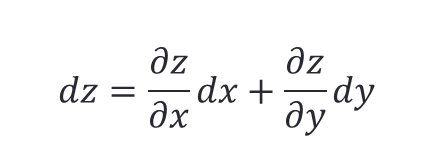 dz = ∂z/∂x dx + ∂z/∂y dy